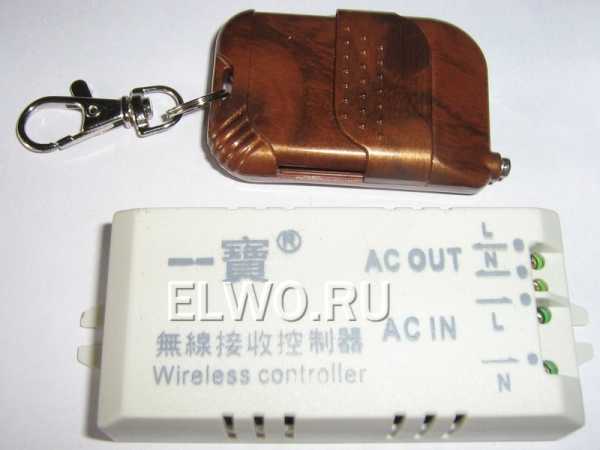 一寶®
AC OUT
L
N
ELWO.RU
AC IN
L
N
無線接收控制器
Wireless controller